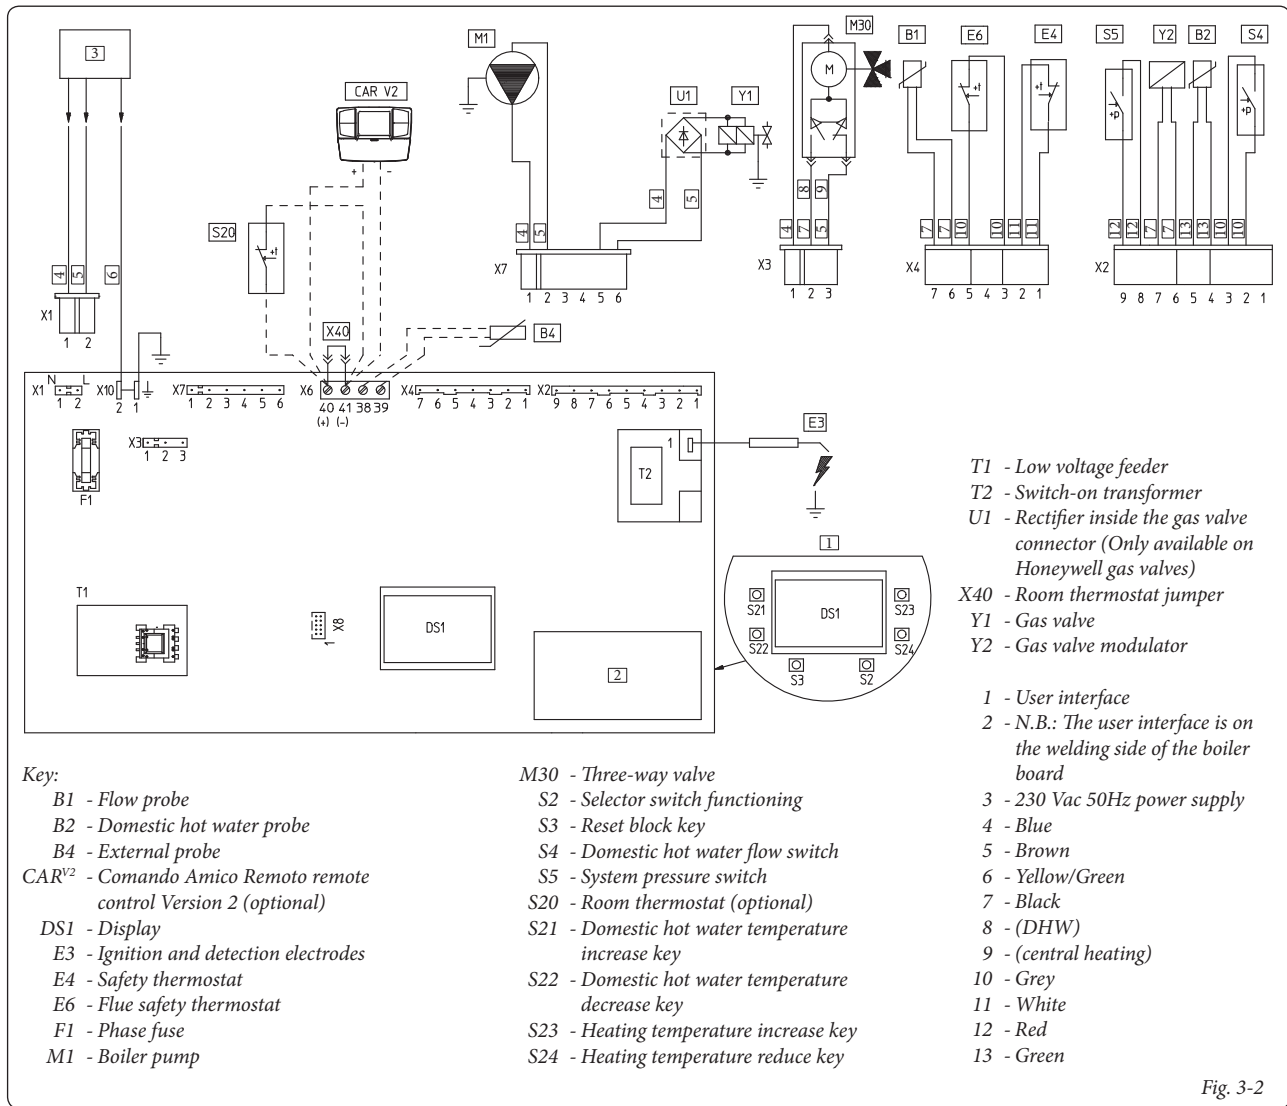 3
CAR V2
+ -
S20
M1
U1
Y1
M30
M
B1
E6
+t
E4
+t
S5
+p
Y2
B2
S4
+p
4 5 6
X1
1 2
+t
X40
B4
4 5
X7
1 2 3 4 5 6
4 5
8 9
4 7 5
X3
1 2 3
7 7 10 10 11 11
X4
7 6 5 4 3 2 1
12 12 7 7 13 13 10 10
X2
9 8 7 6 5 4 3 2 1
X1 N L
1 2
X10
2 1
X7
1 2 3 4 5 6
X6
40 41 38 39
(+) (-)
X4
7 6 5 4 3 2 1
X2
9 8 7 6 5 4 3 2 1
F1
X3
1 2 3
T2
1
E3
T1
X8
1
DS1
2
1
S21
S22
S3
DS1
S23
S24
S2
Key:
B1 - Flow probe
B2 - Domestic hot water probe
B4 - External probe
CARV2 - Comando Amico Remoto remote
control Version 2 (optional)
DS1 - Display
E3 - Ignition and detection electrodes
E4 - Safety thermostat
E6 - Flue safety thermostat
F1 - Phase fuse
M1 - Boiler pump
M30 - Three-way valve
S2 - Selector switch functioning
S3 - Reset block key
S4 - Domestic hot water flow switch
S5 - System pressure switch
S20 - Room thermostat (optional)
S21 - Domestic hot water temperature
increase key
S22 - Domestic hot water temperature
decrease key
S23 - Heating temperature increase key
S24 - Heating temperature reduce key
T1 - Low voltage feeder
T2 - Switch-on transformer
U1 - Rectifier inside the gas valve
connector (Only available on
Honeywell gas valves)
X40 - Room thermostat jumper
Y1 - Gas valve
Y2 - Gas valve modulator
1 - User interface
2 - N.B.: The user interface is on
the welding side of the boiler
board
3 - 230 Vac 50Hz power supply
4 - Blue
5 - Brown
6 - Yellow/Green
7 - Black
8 - (DHW)
9 - (central heating)
10 - Grey
11 - White
12 - Red
13 - Green
Fig. 3-2